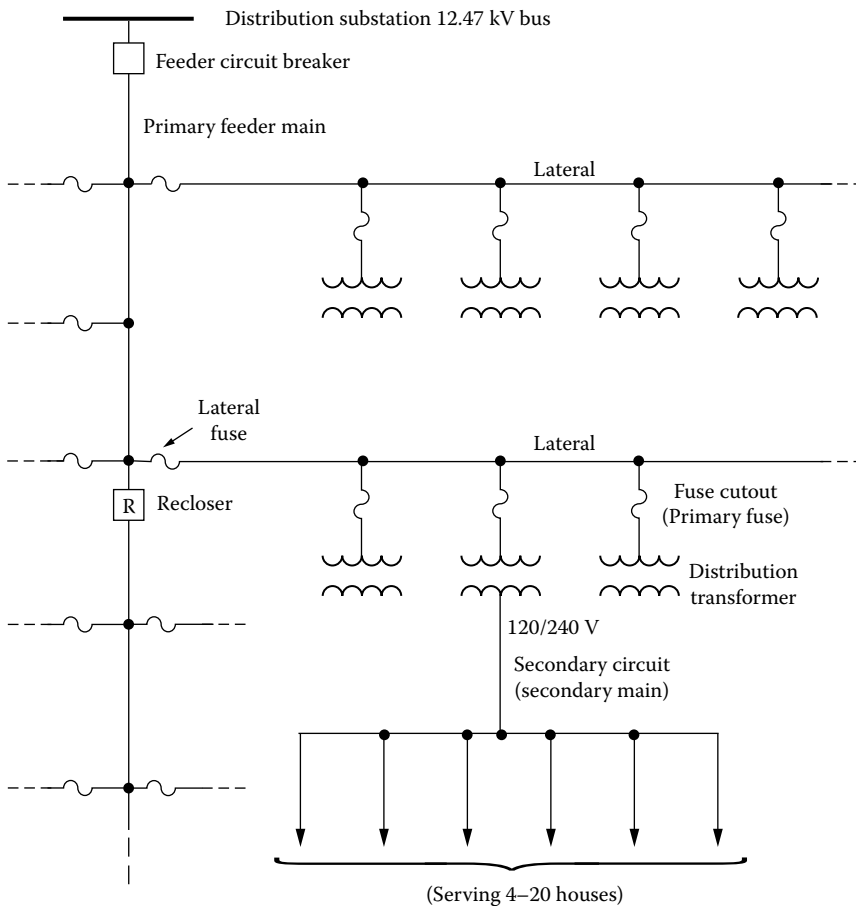 Distribution substation 12.47 kV bus
Feeder circuit breaker
Primary feeder main
Lateral
Lateral
fuse
Lateral
R
Recloser
Fuse cutout
(Primary fuse)
Distribution
transformer
120/240 V
Secondary circuit
(secondary main)
(Serving 4–20 houses)